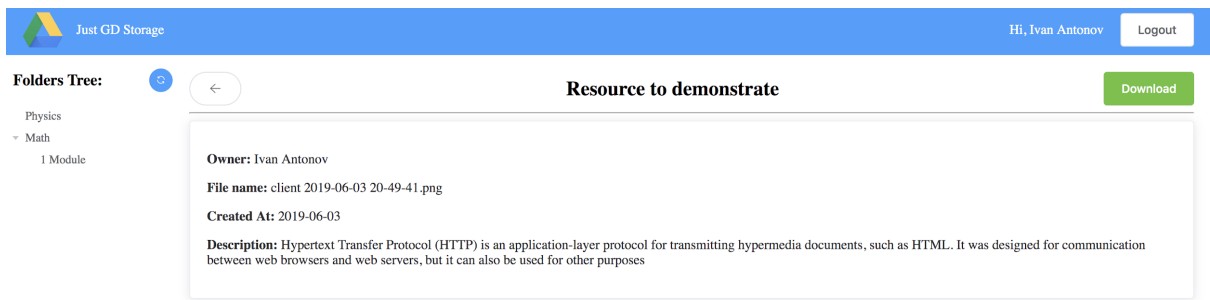 Just GD Storage
Hi, Ivan Antonov
Logout
Folders Tree:
Physics
Math
1 Module
Resource to demonstrate
Download
Owner: Ivan Antonov
File name: client 2019-06-03 20-49-41.png
Created At: 2019-06-03
Description: Hypertext Transfer Protocol (HTTP) is an application-layer protocol for transmitting hypermedia documents, such as HTML. It was designed for communication
between web browsers and web servers, but it can also be used for other purposes